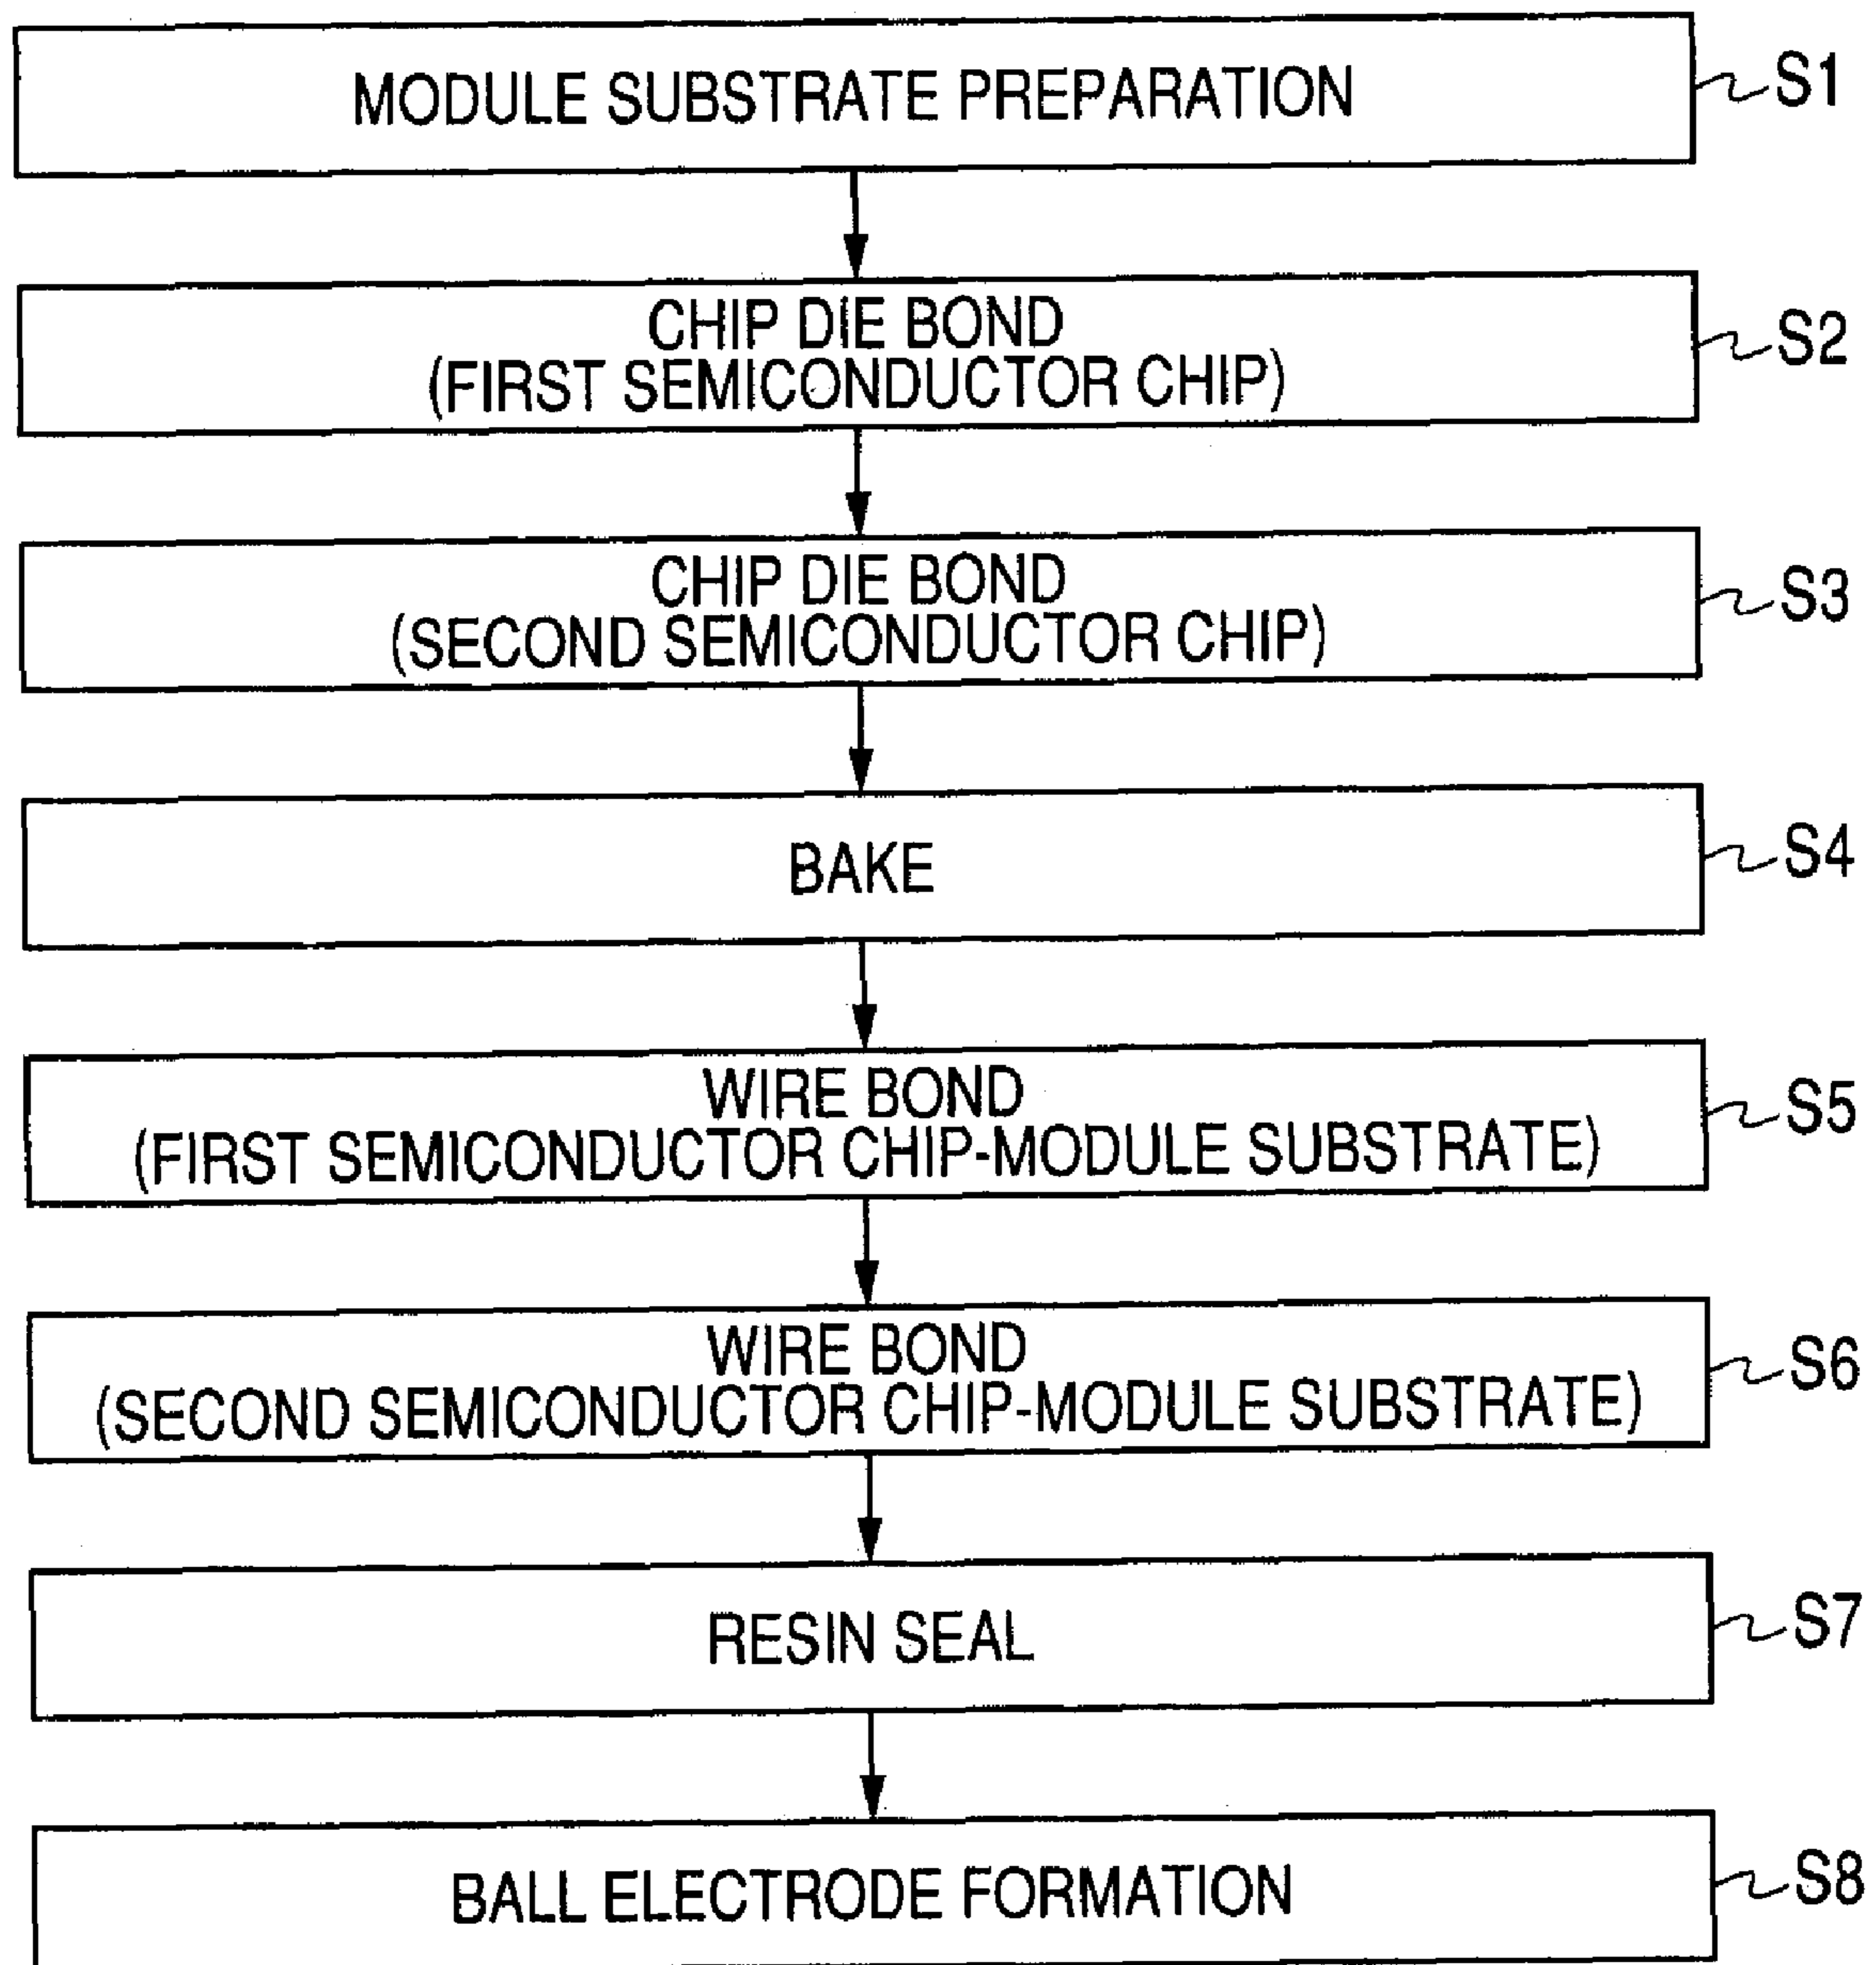 MODULE SUBSTRATE PREPARATION
S1
CHIP DIE BOND
(FIRST SEMICONDUCTOR CHIP)
S2
CHIP DIE BOND
(SECOND SEMICONDUCTOR CHIP)
S3
BAKE
S4
WIRE BOND
(FIRST SEMICONDUCTOR CHIP-MODULE SUBSTRATE)
S5
WIRE BOND
(SECOND SEMICONDUCTOR CHIP-MODULE SUBSTRATE)
S6
RESIN SEAL
S7
BALL ELECTRODE FORMATION
S8